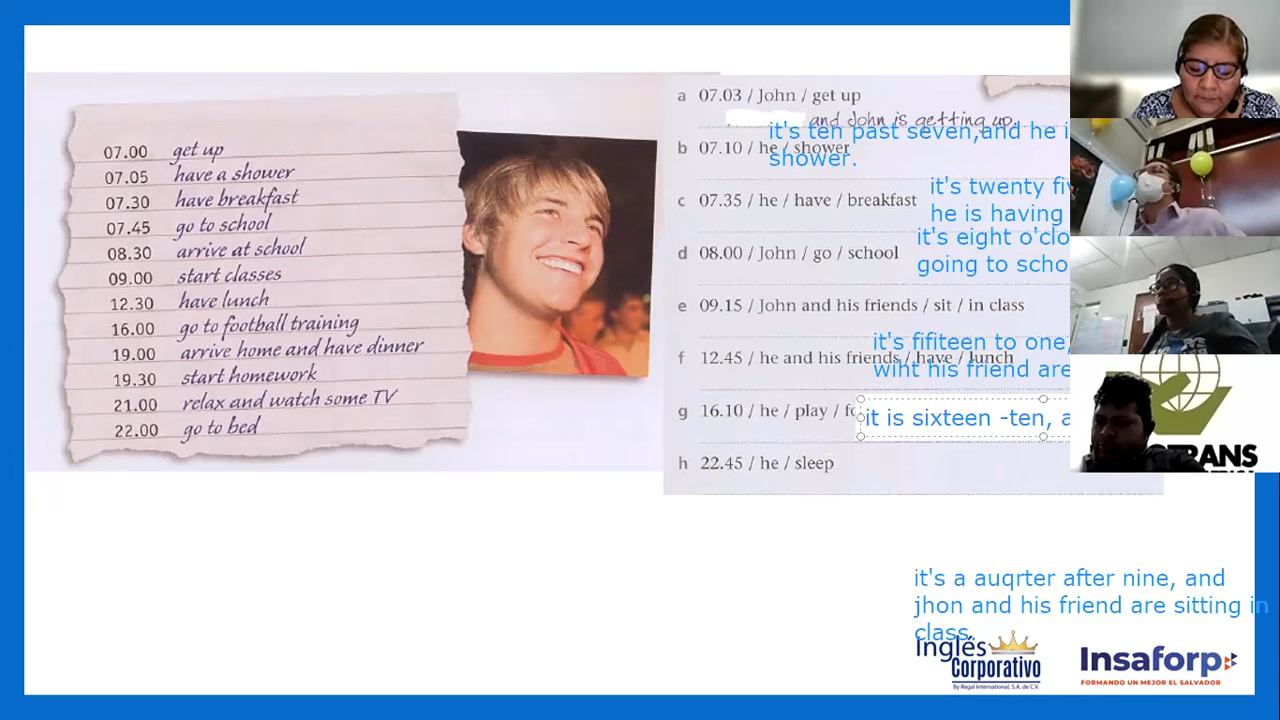 07.00 get up
07.05 have a shower
07.30 have breakfast
07.45 go to school
08.30 arrive at school
09.00 start classes
12.30 have lunch
16.00 go to football training
19.00 arrive home and have dinner
19.30 start homework
21.00 relax and watch some TV
22.00 go to bed
a 07.03 / John / get up
and John is getting up.
it's ten past seven,and he i
shower.
b 07.10 / he / shower
it's twenty fi
he is having
c 07.35 / he / have / breakfast
it's eight o'clo
going to scho
d 08.00 / John / go / school
e 09.15 / John and his friends / sit / in class
it's fififteen to one,
wiht his friend are
f 12.45 / he and his friends / have / lunch
g 16.10 / he / play / fo
it is sixteen -ten, a
h 22.45 / he / sleep
it's a auqrter after nine, and
jhon and his friend are sitting in
class.
Inglés
Corporativo
By Regal International, S.A. de C.V.
Insaforp
FORMANDO UN MEJOR EL SALVADOR